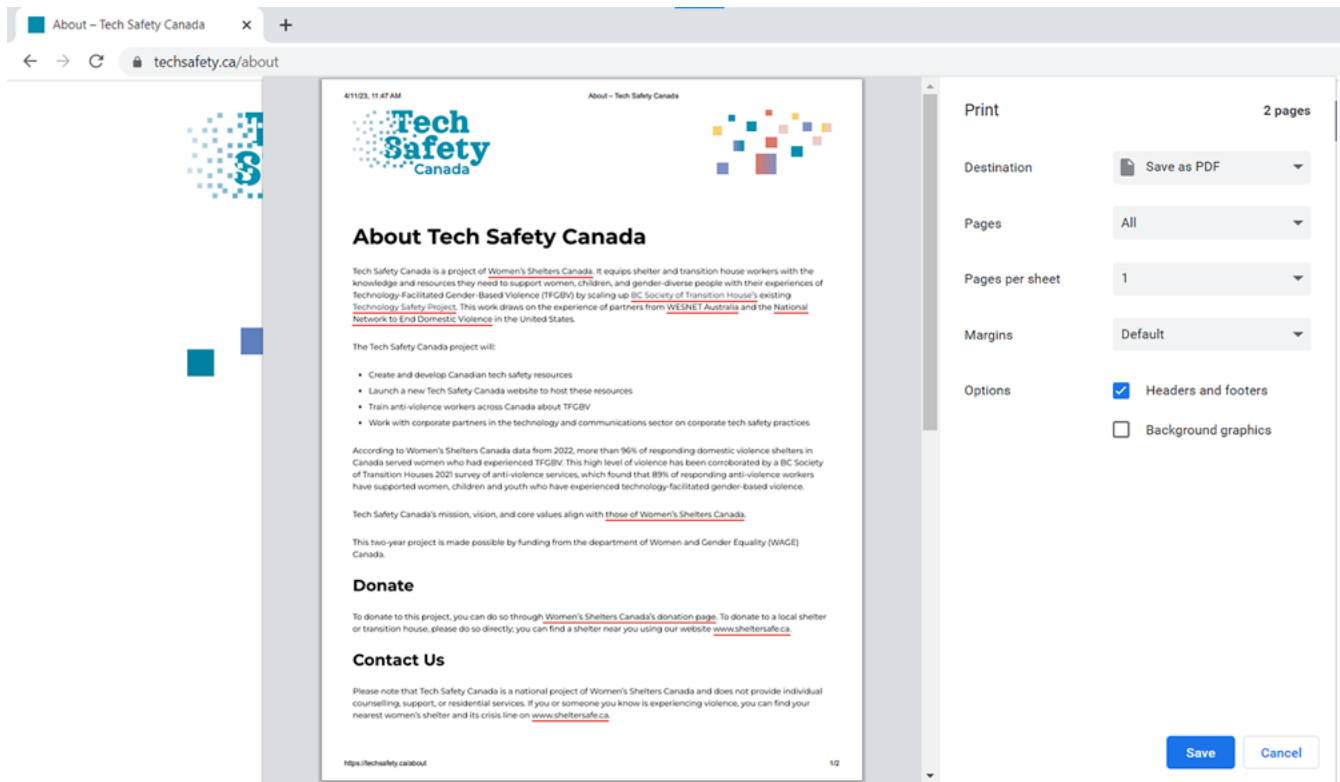 About – Tech Safety Canada
techsafety.ca/about
T
S
4/11/23, 11:47 AM About – Tech Safety Canada
Tech
Safety
Canada
About Tech Safety Canada
Tech Safety Canada is a project of Women's Shelters Canada. It equips shelter and transition house workers with the
knowledge and resources they need to support women, children, and gender-diverse people with their experiences of
Technology-Facilitated Gender-Based Violence (TFGBV) by scaling up BC Society of Transition House's existing
Technology Safety Project. This work draws on the experience of partners from WESNET Australia and the National
Network to End Domestic Violence in the United States.
The Tech Safety Canada project will:
• Create and develop Canadian tech safety resources
• Launch a new Tech Safety Canada website to host these resources
• Train anti-violence workers across Canada about TFGBV
• Work with corporate partners in the technology and communications sector on corporate tech safety practices
According to Women's Shelters Canada data from 2022, more than 96% of responding domestic violence shelters in
Canada served women who had experienced TFGBV. This high level of violence has been corroborated by a BC Society
of Transition Houses 2021 survey of anti-violence services, which found that 89% of responding anti-violence workers
have supported women, children and youth who have experienced technology-facilitated gender-based violence.
Tech Safety Canada's mission, vision, and core values align with those of Women's Shelters Canada.
This two-year project is made possible by funding from the department of Women and Gender Equality (WAGE)
Canada.
Donate
To donate to this project, you can do so through Women's Shelters Canada's donation page. To donate to a local shelter
or transition house, please do so directly; you can find a shelter near you using our website www.sheltersafe.ca.
Contact Us
Please note that Tech Safety Canada is a national project of Women's Shelters Canada and does not provide individual
counselling, support, or residential services. If you or someone you know is experiencing violence, you can find your
nearest women's shelter and its crisis line on www.sheltersafe.ca.
https://techsafety.ca/about 1/2
Print 2 pages
Destination Save as PDF
Pages All
Pages per sheet 1
Margins Default
Options Headers and footers
Background graphics
Save Cancel